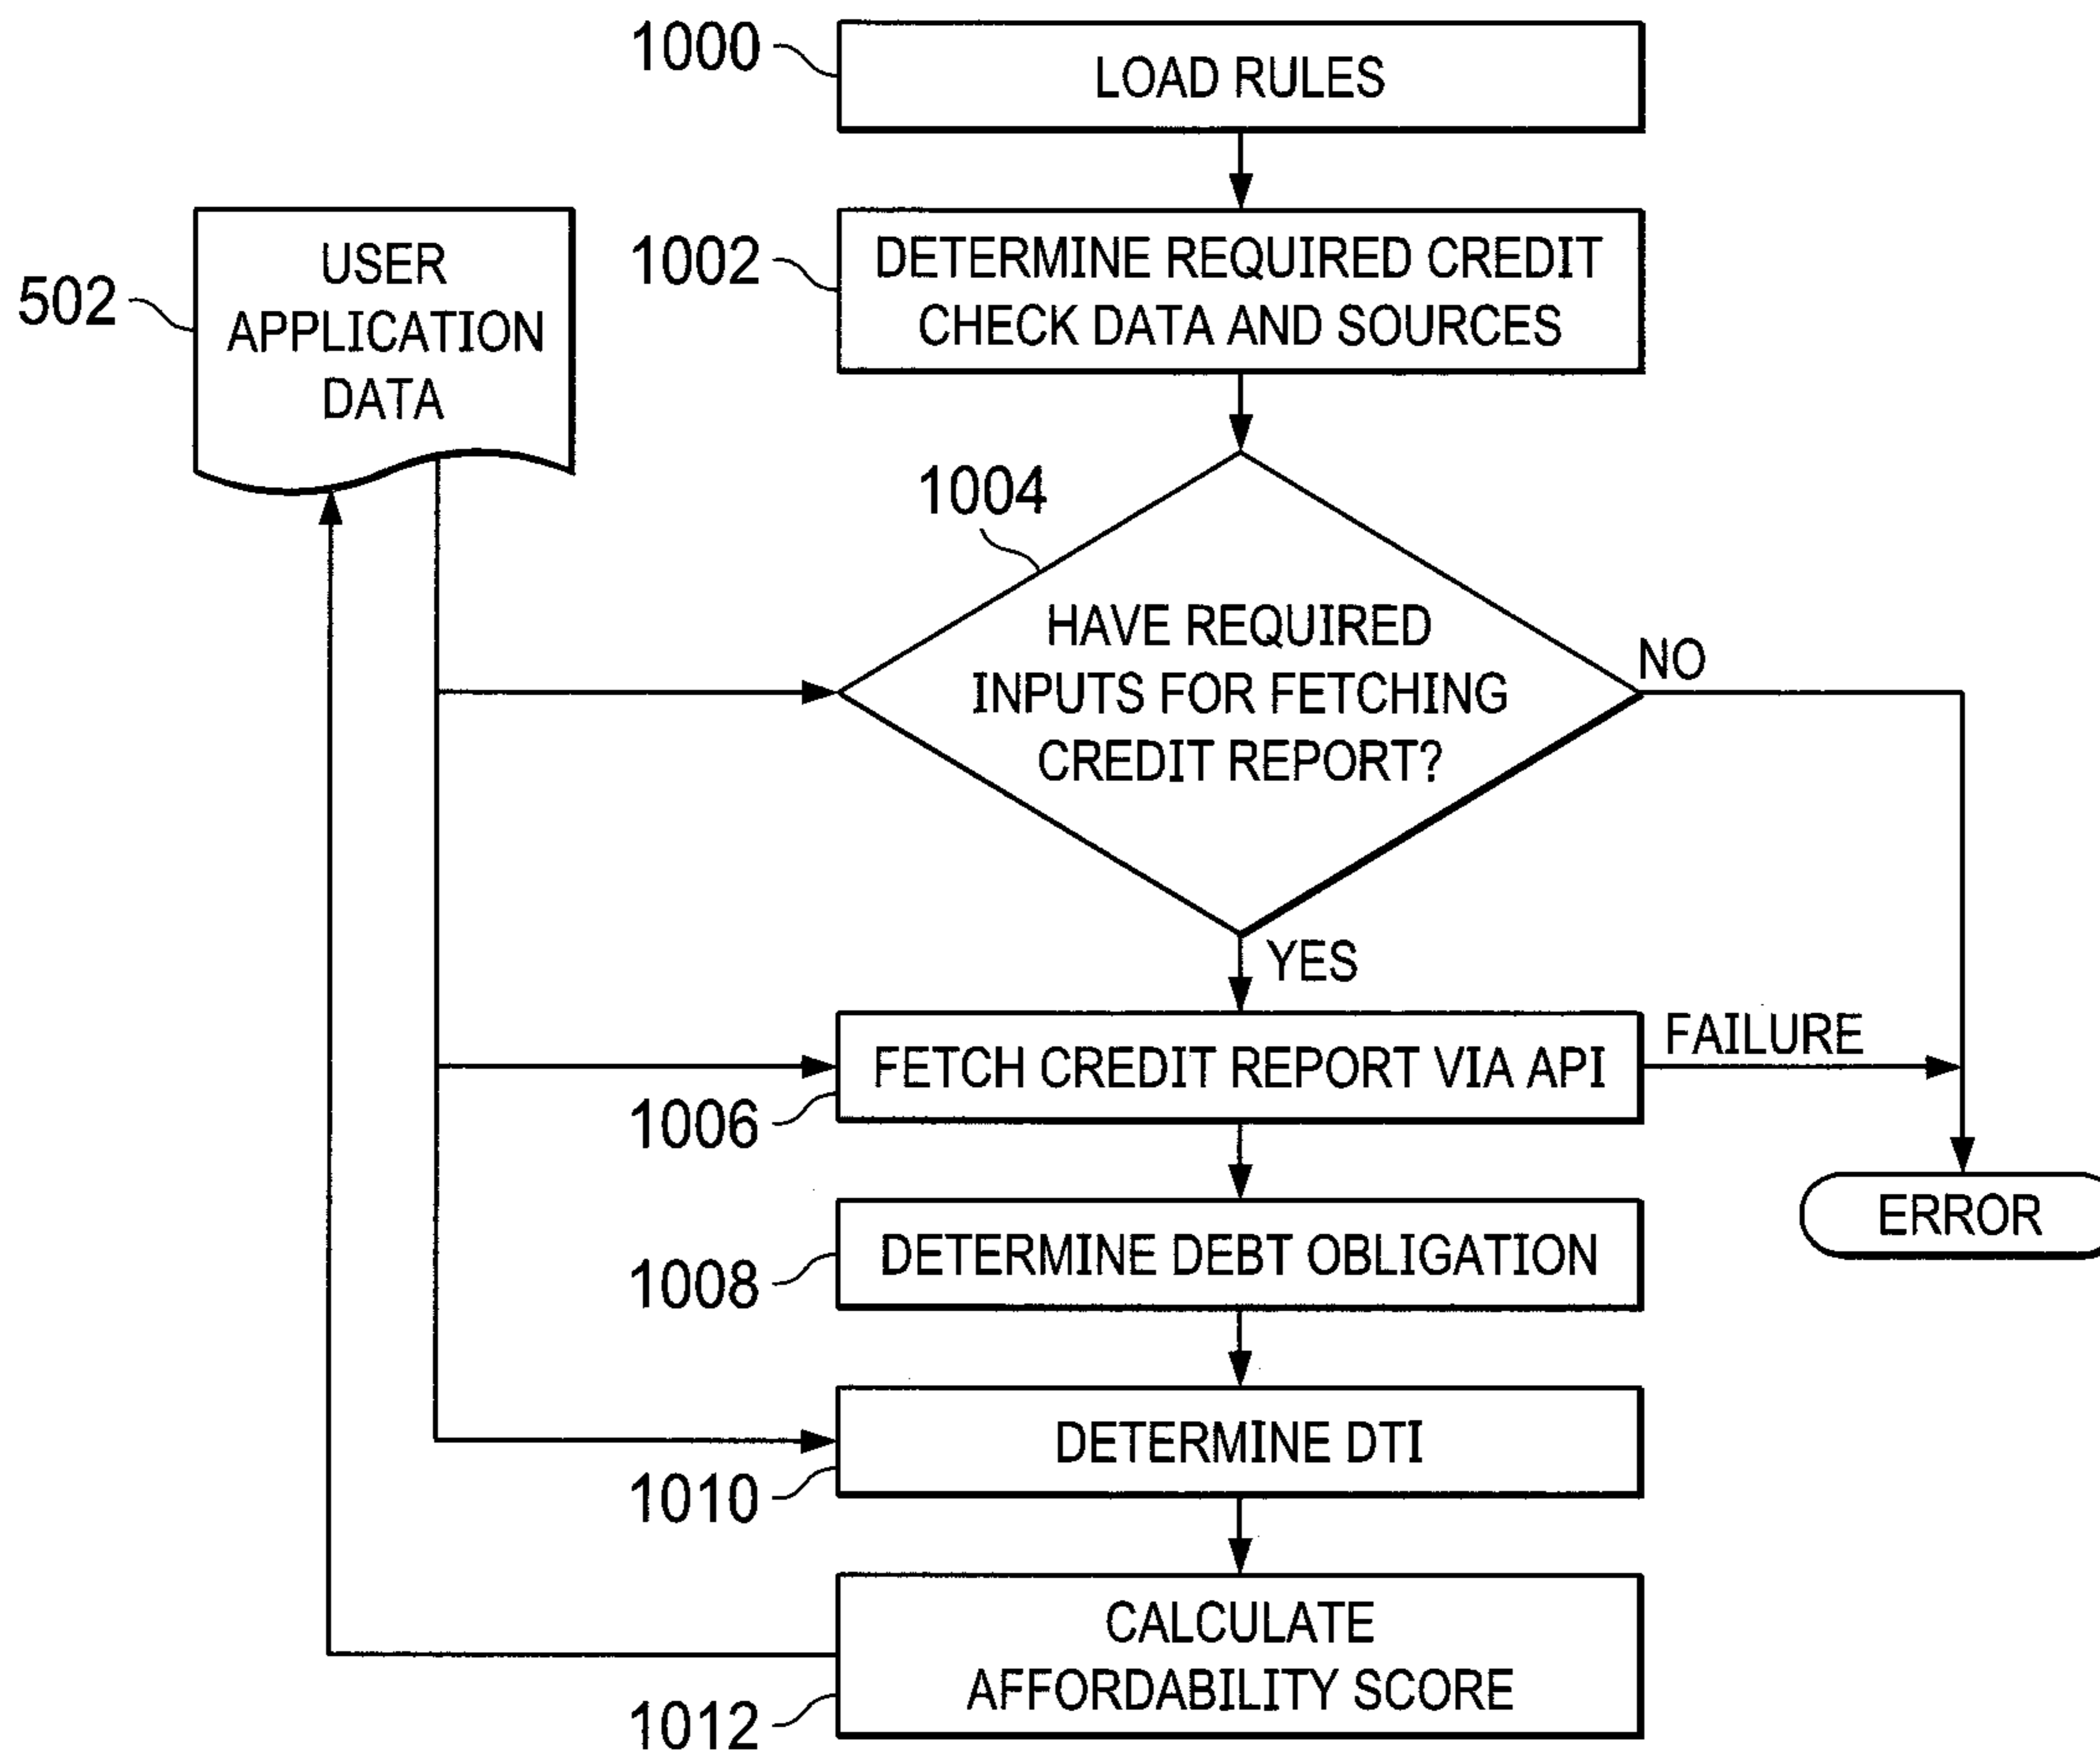 1000
LOAD RULES
502
USER
APPLICATION
DATA
1002
DETERMINE REQUIRED CREDIT
CHECK DATA AND SOURCES
1004
HAVE REQUIRED
INPUTS FOR FETCHING
CREDIT REPORT?
NO
YES
FETCH CREDIT REPORT VIA API
FAILURE
1006
ERROR
DETERMINE DEBT OBLIGATION
1008
DETERMINE DTI
1010
CALCULATE
AFFORDABILITY SCORE
1012